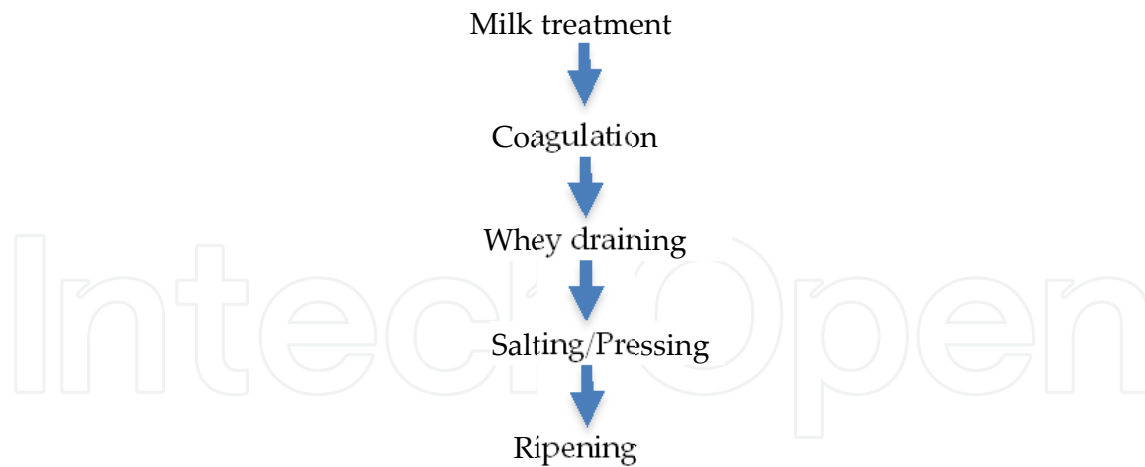 Milk treatment
Coagulation
Whey draining
IntechOpen
Salting/Pressing
Ripening